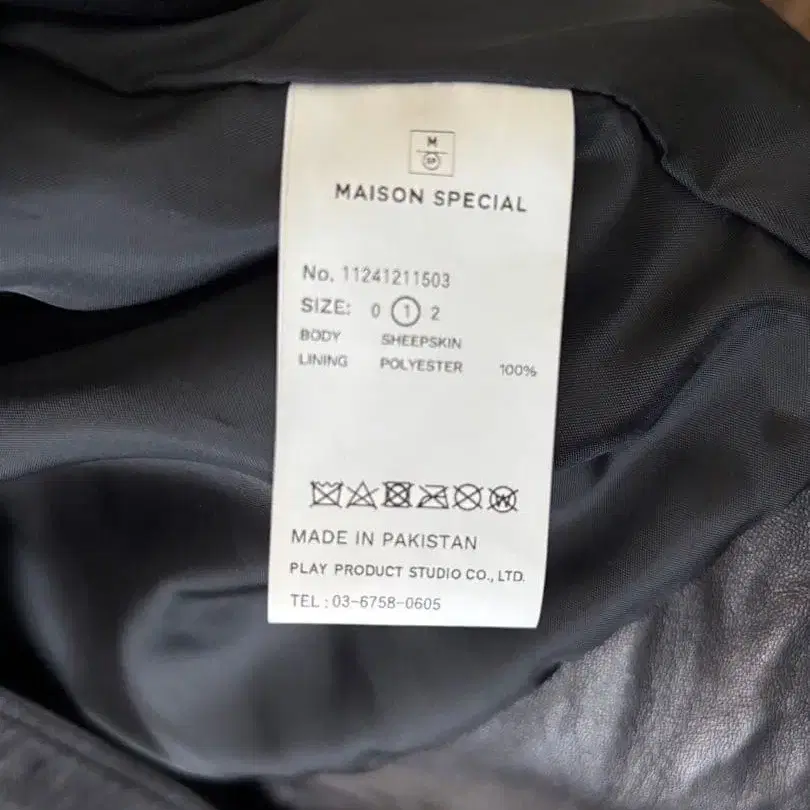 M
SP
MAISON SPECIAL
No. 11241211503
SIZE: 0 1 2
BODY SHEEPSKIN
LINING POLYESTER 100%
W
MADE IN PAKISTAN
PLAY PRODUCT STUDIO CO., LTD.
TEL : 03-6758-0605